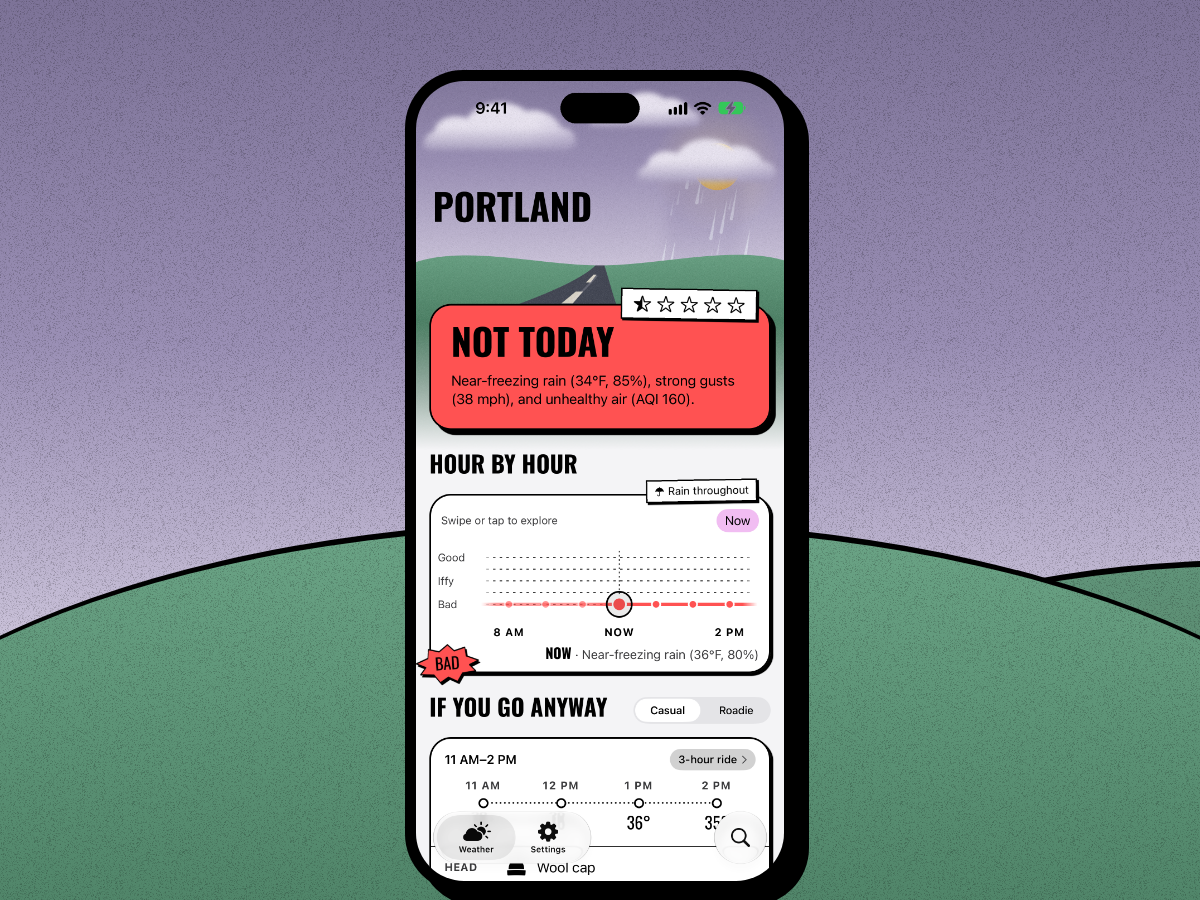 9:41
PORTLAND
NOT TODAY
Near-freezing rain (34°F, 85%), strong gusts
(38 mph), and unhealthy air (AQI 160).
HOUR BY HOUR
Rain throughout
Swipe or tap to explore
Now
Good
Iffy
Bad
8 AM NOW 2 PM
NOW · Near-freezing rain (36°F, 80%)
BAD
IF YOU GO ANYWAY
Casual Roadie
11 AM–2 PM
3-hour ride
11 AM 12 PM 1 PM 2 PM
36°
Weather Settings
HEAD Wool cap